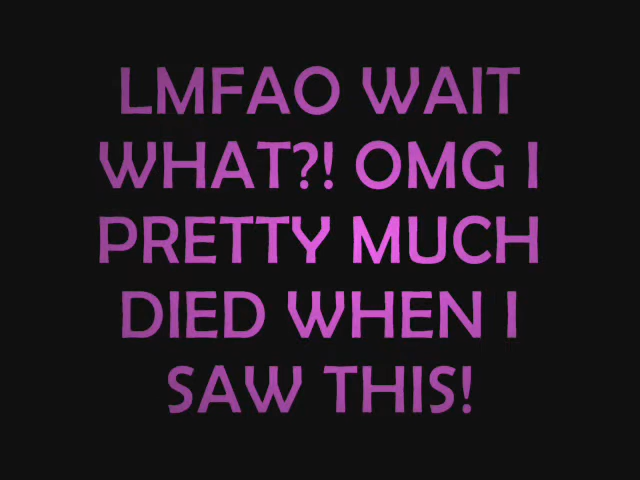 LMFAO WAIT
WHAT?! OMG I
PRETTY MUCH
DIED WHEN I
SAW THIS!